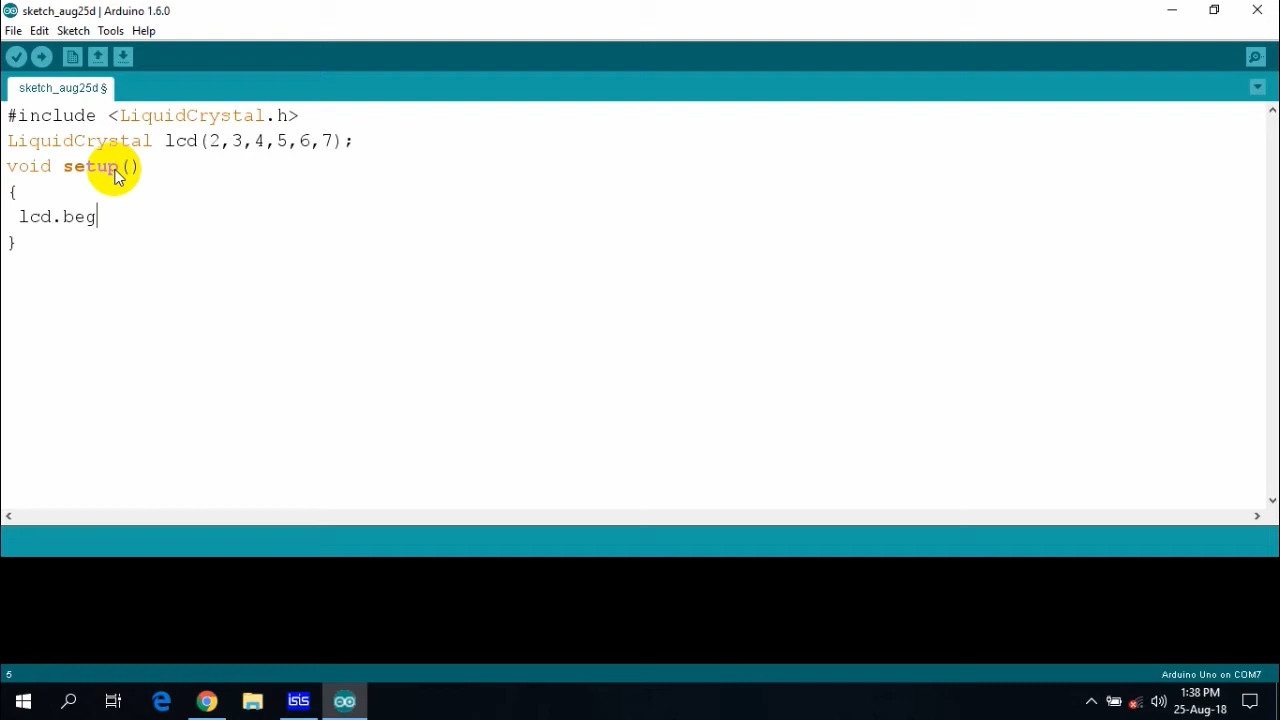 sketch_aug25d | Arduino 1.6.0
File Edit Sketch Tools Help
sketch_aug25d §
#include <LiquidCrystal.h>
LiquidCrystal lcd(2,3,4,5,6,7);
void setup()
{
lcd.beg
}
5
Arduino Uno on COM7
isis
1:38 PM
25-Aug-18